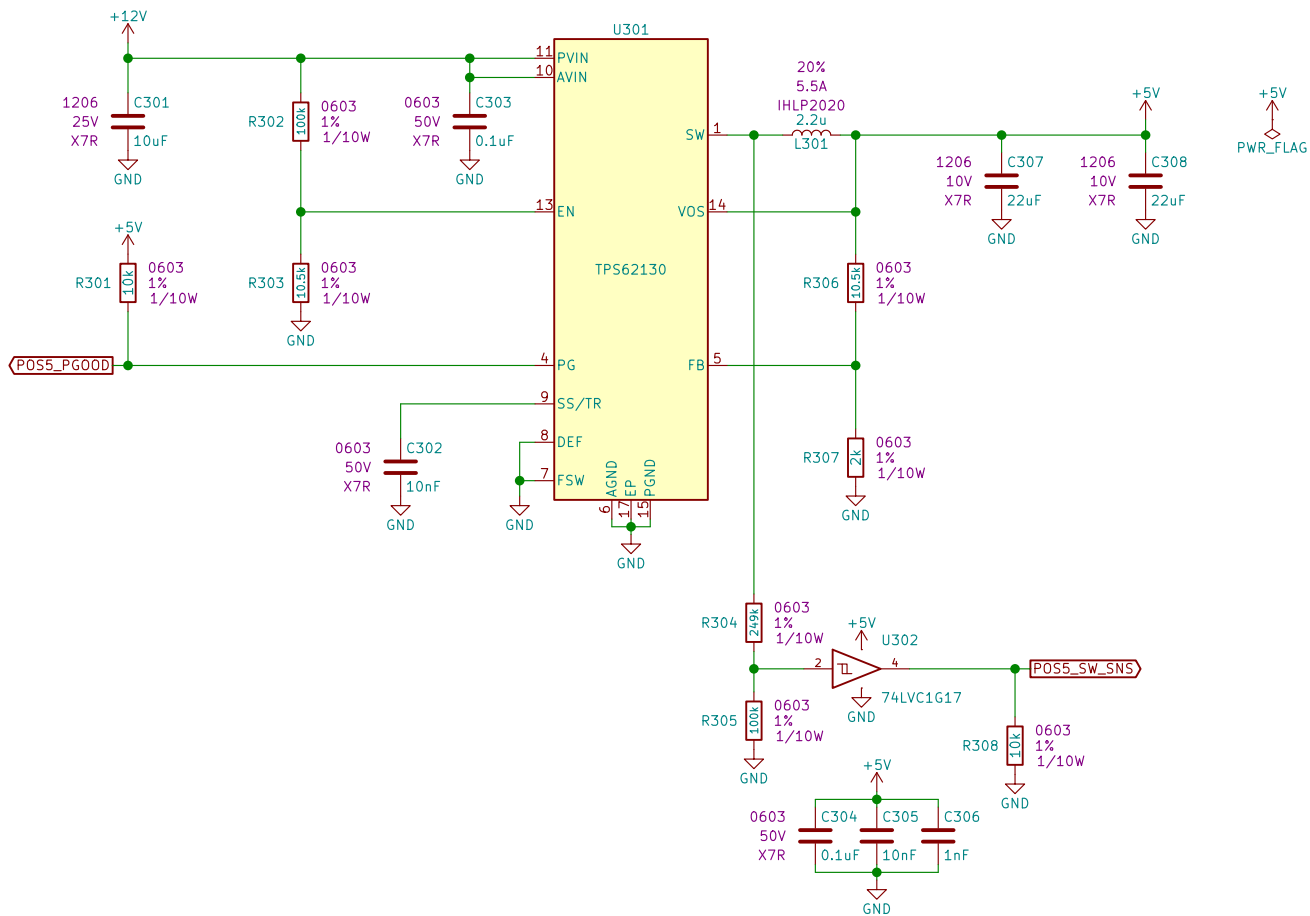 +12V
1206
25V
X7R
C301
10uF
GND
R302
100k
0603
1%
1/10W
0603
50V
X7R
C303
0.1uF
GND
+5V
R301
10k
0603
1%
1/10W
R303
10.5k
0603
1%
1/10W
GND
POS5_PGOOD
0603
50V
X7R
C302
10nF
GND
GND
U301
TPS62130
11
PVIN
10
AVIN
13
EN
4
PG
9
SS/TR
8
DEF
7
FSW
SW
1
VOS
14
FB
5
AGND
EP
PGND
6
17
15
GND
20%
5.5A
IHLP2020
2.2u
L301
1206
10V
X7R
C307
22uF
GND
+5V
1206
10V
X7R
C308
22uF
GND
+5V
PWR_FLAG
R306
10.5k
0603
1%
1/10W
R307
2k
0603
1%
1/10W
GND
R304
249k
0603
1%
1/10W
R305
100k
0603
1%
1/10W
GND
+5V
U302
2
4
74LVC1G17
GND
POS5_SW_SNS
R308
10k
0603
1%
1/10W
GND
+5V
0603
50V
X7R
C304
0.1uF
C305
10nF
C306
1nF
GND